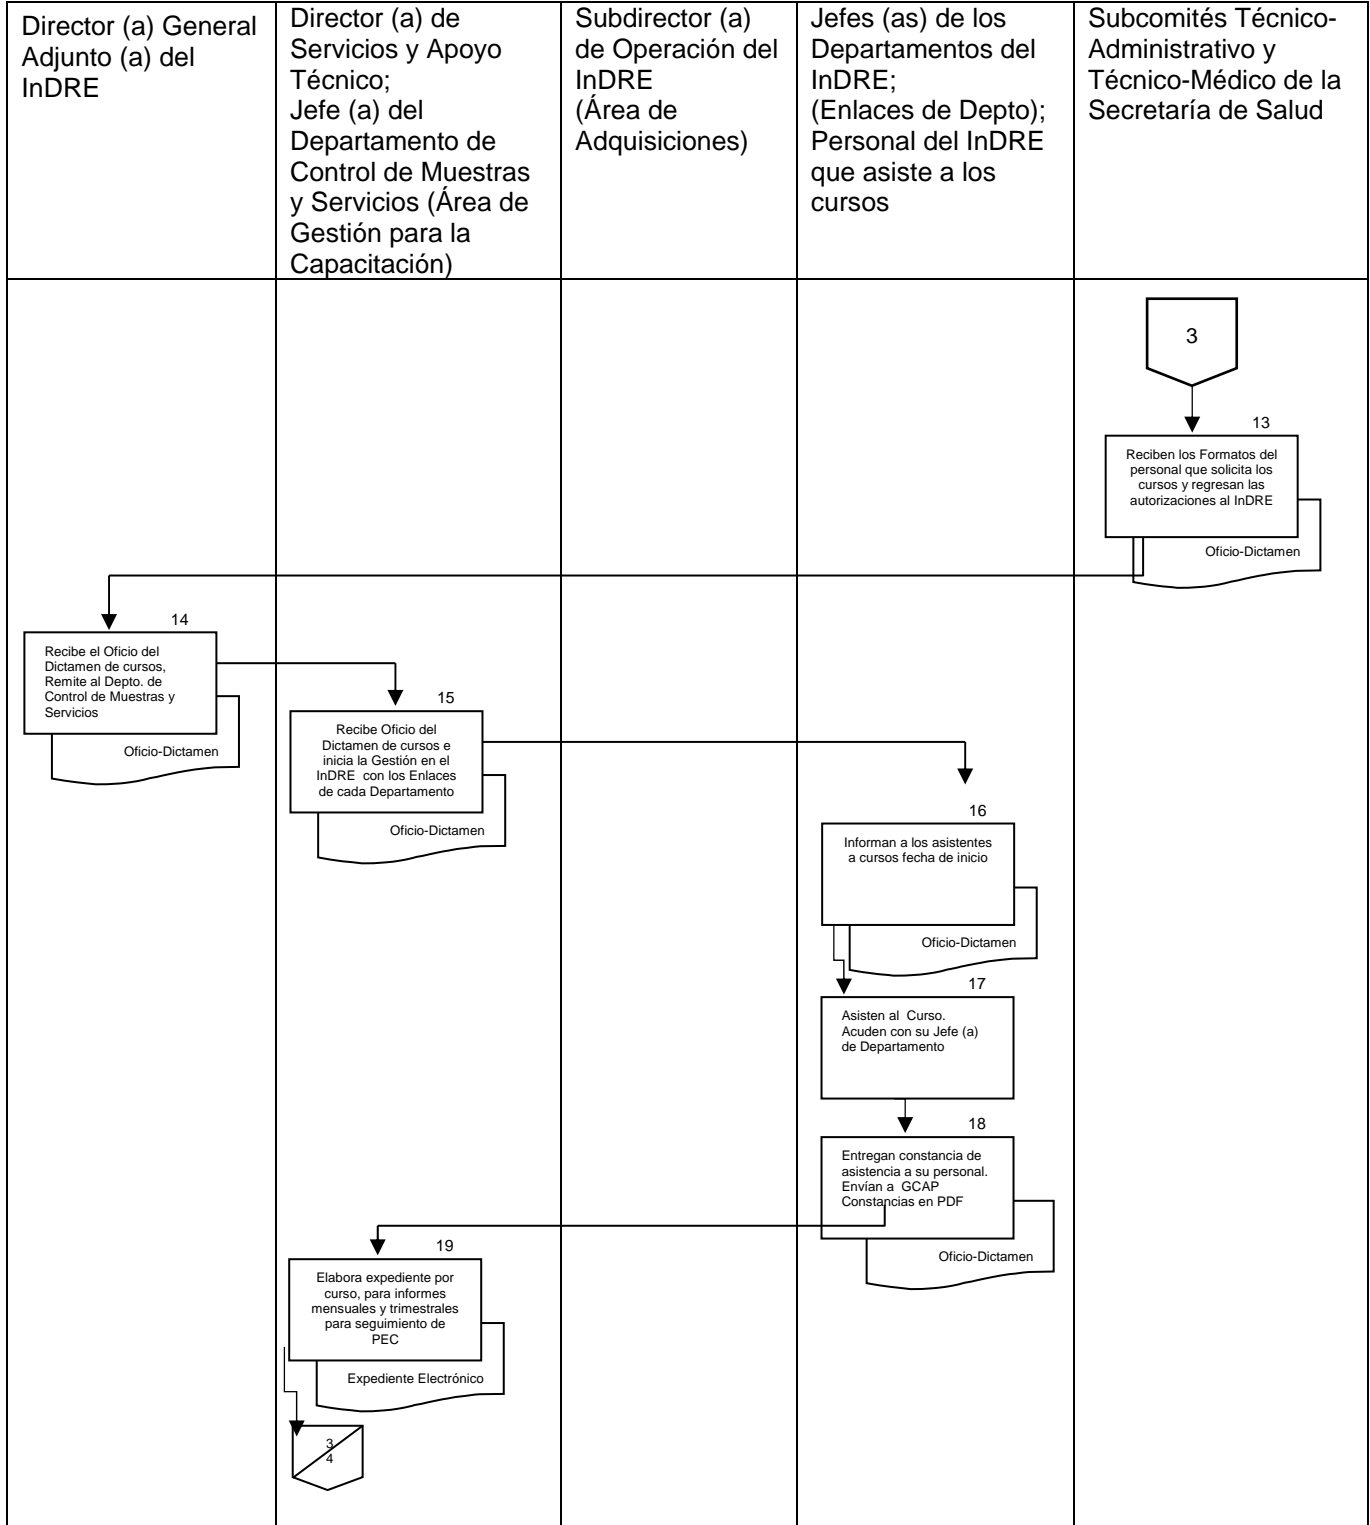 Director (a) General
Adjunto (a) del
InDRE
Director (a) de
Servicios y Apoyo
Técnico;
Jefe (a) del
Departamento de
Control de Muestras
y Servicios (Área de
Gestión para la
Capacitación)
Subdirector (a)
de Operación del
InDRE
(Área de
Adquisiciones)
Jefes (as) de los
Departamentos del
InDRE;
(Enlaces de Depto);
Personal del InDRE
que asiste a los
cursos
Subcomités Técnico-
Administrativo y
Técnico-Médico de la
Secretaría de Salud
3
13
Reciben los Formatos del
personal que solicita los
cursos y regresan las
autorizaciones al InDRE
Oficio-Dictamen
14
Recibe el Oficio del
Dictamen de cursos,
Remite al Depto. de
Control de Muestras y
Servicios
Oficio-Dictamen
15
Recibe Oficio del
Dictamen de cursos e
inicia la Gestión en el
InDRE con los Enlaces
de cada Departamento
Oficio-Dictamen
16
Informan a los asistentes
a cursos fecha de inicio
Oficio-Dictamen
17
Asisten al Curso.
Acuden con su Jefe (a)
de Departamento
18
Entregan constancia de
asistencia a su personal.
Envían a GCAP
Constancias en PDF
Oficio-Dictamen
19
Elabora expediente por
curso, para informes
mensuales y trimestrales
para seguimiento de
PEC
Expediente Electrónico
3
4